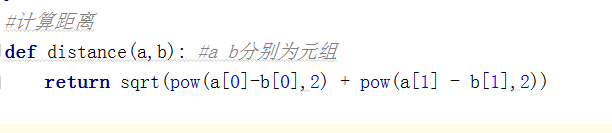 #计算距离
def distance(a,b): #a b分别为元组
    return sqrt(pow(a[0]-b[0],2) + pow(a[1] - b[1],2))